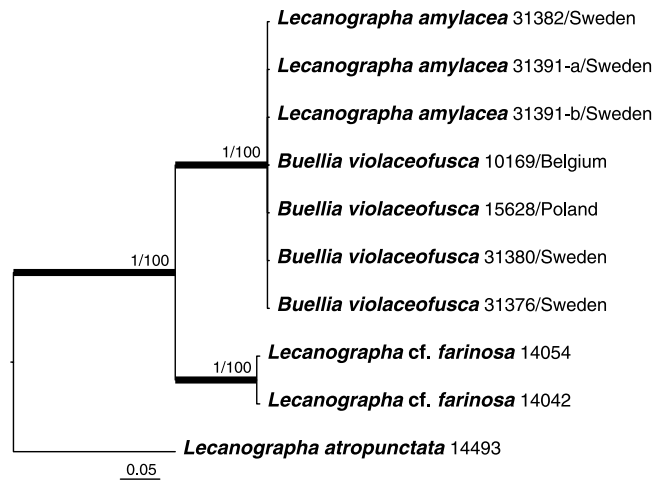 Lecanographa amylacea 31382/Sweden
Lecanographa amylacea 31391-a/Sweden
Lecanographa amylacea 31391-b/Sweden
1/100
Buellia violaceofusca 10169/Belgium
Buellia violaceofusca 15628/Poland
1/100
Buellia violaceofusca 31380/Sweden
Buellia violaceofusca 31376/Sweden
Lecanographa cf. farinosa 14054
1/100
Lecanographa cf. farinosa 14042
Lecanographa atropunctata 14493
0.05